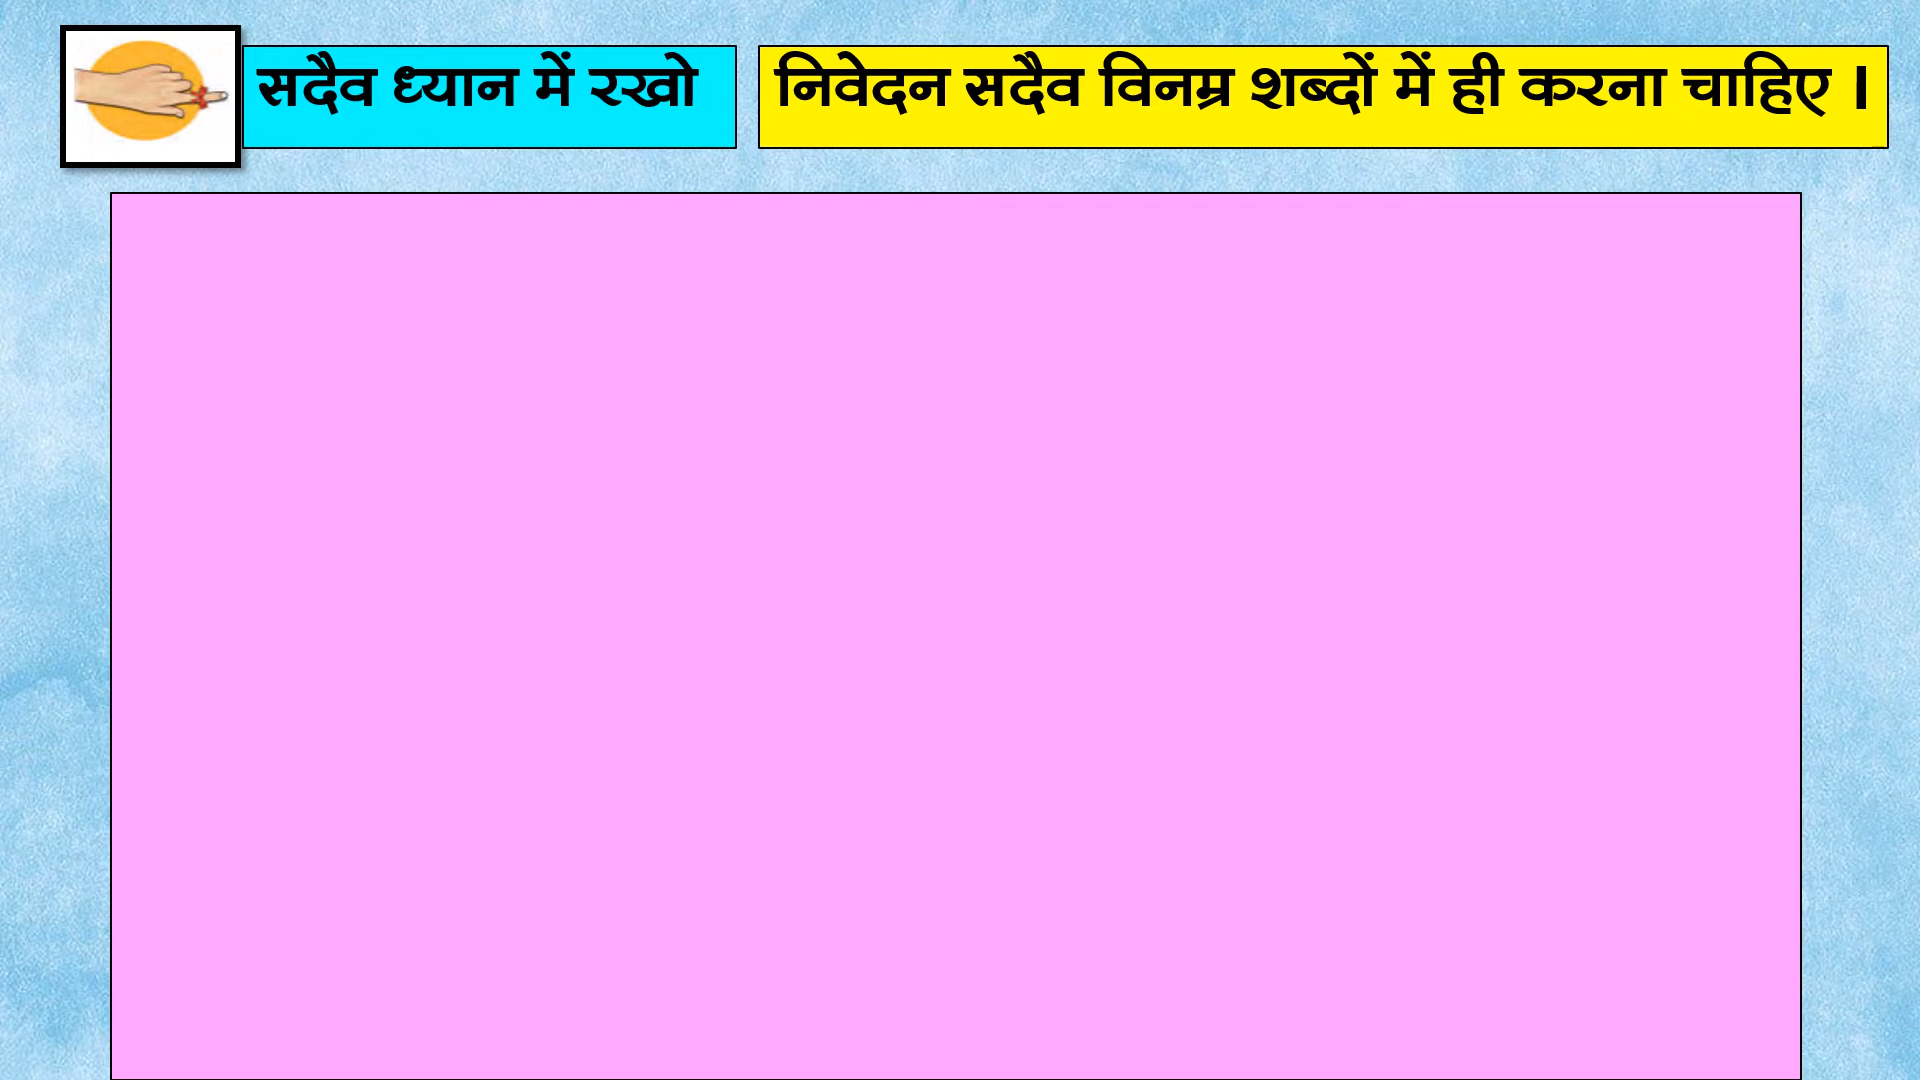 सदैव ध्यान में रखो
निवेदन सदैव विनम्र शब्दों में ही करना चाहिए ।